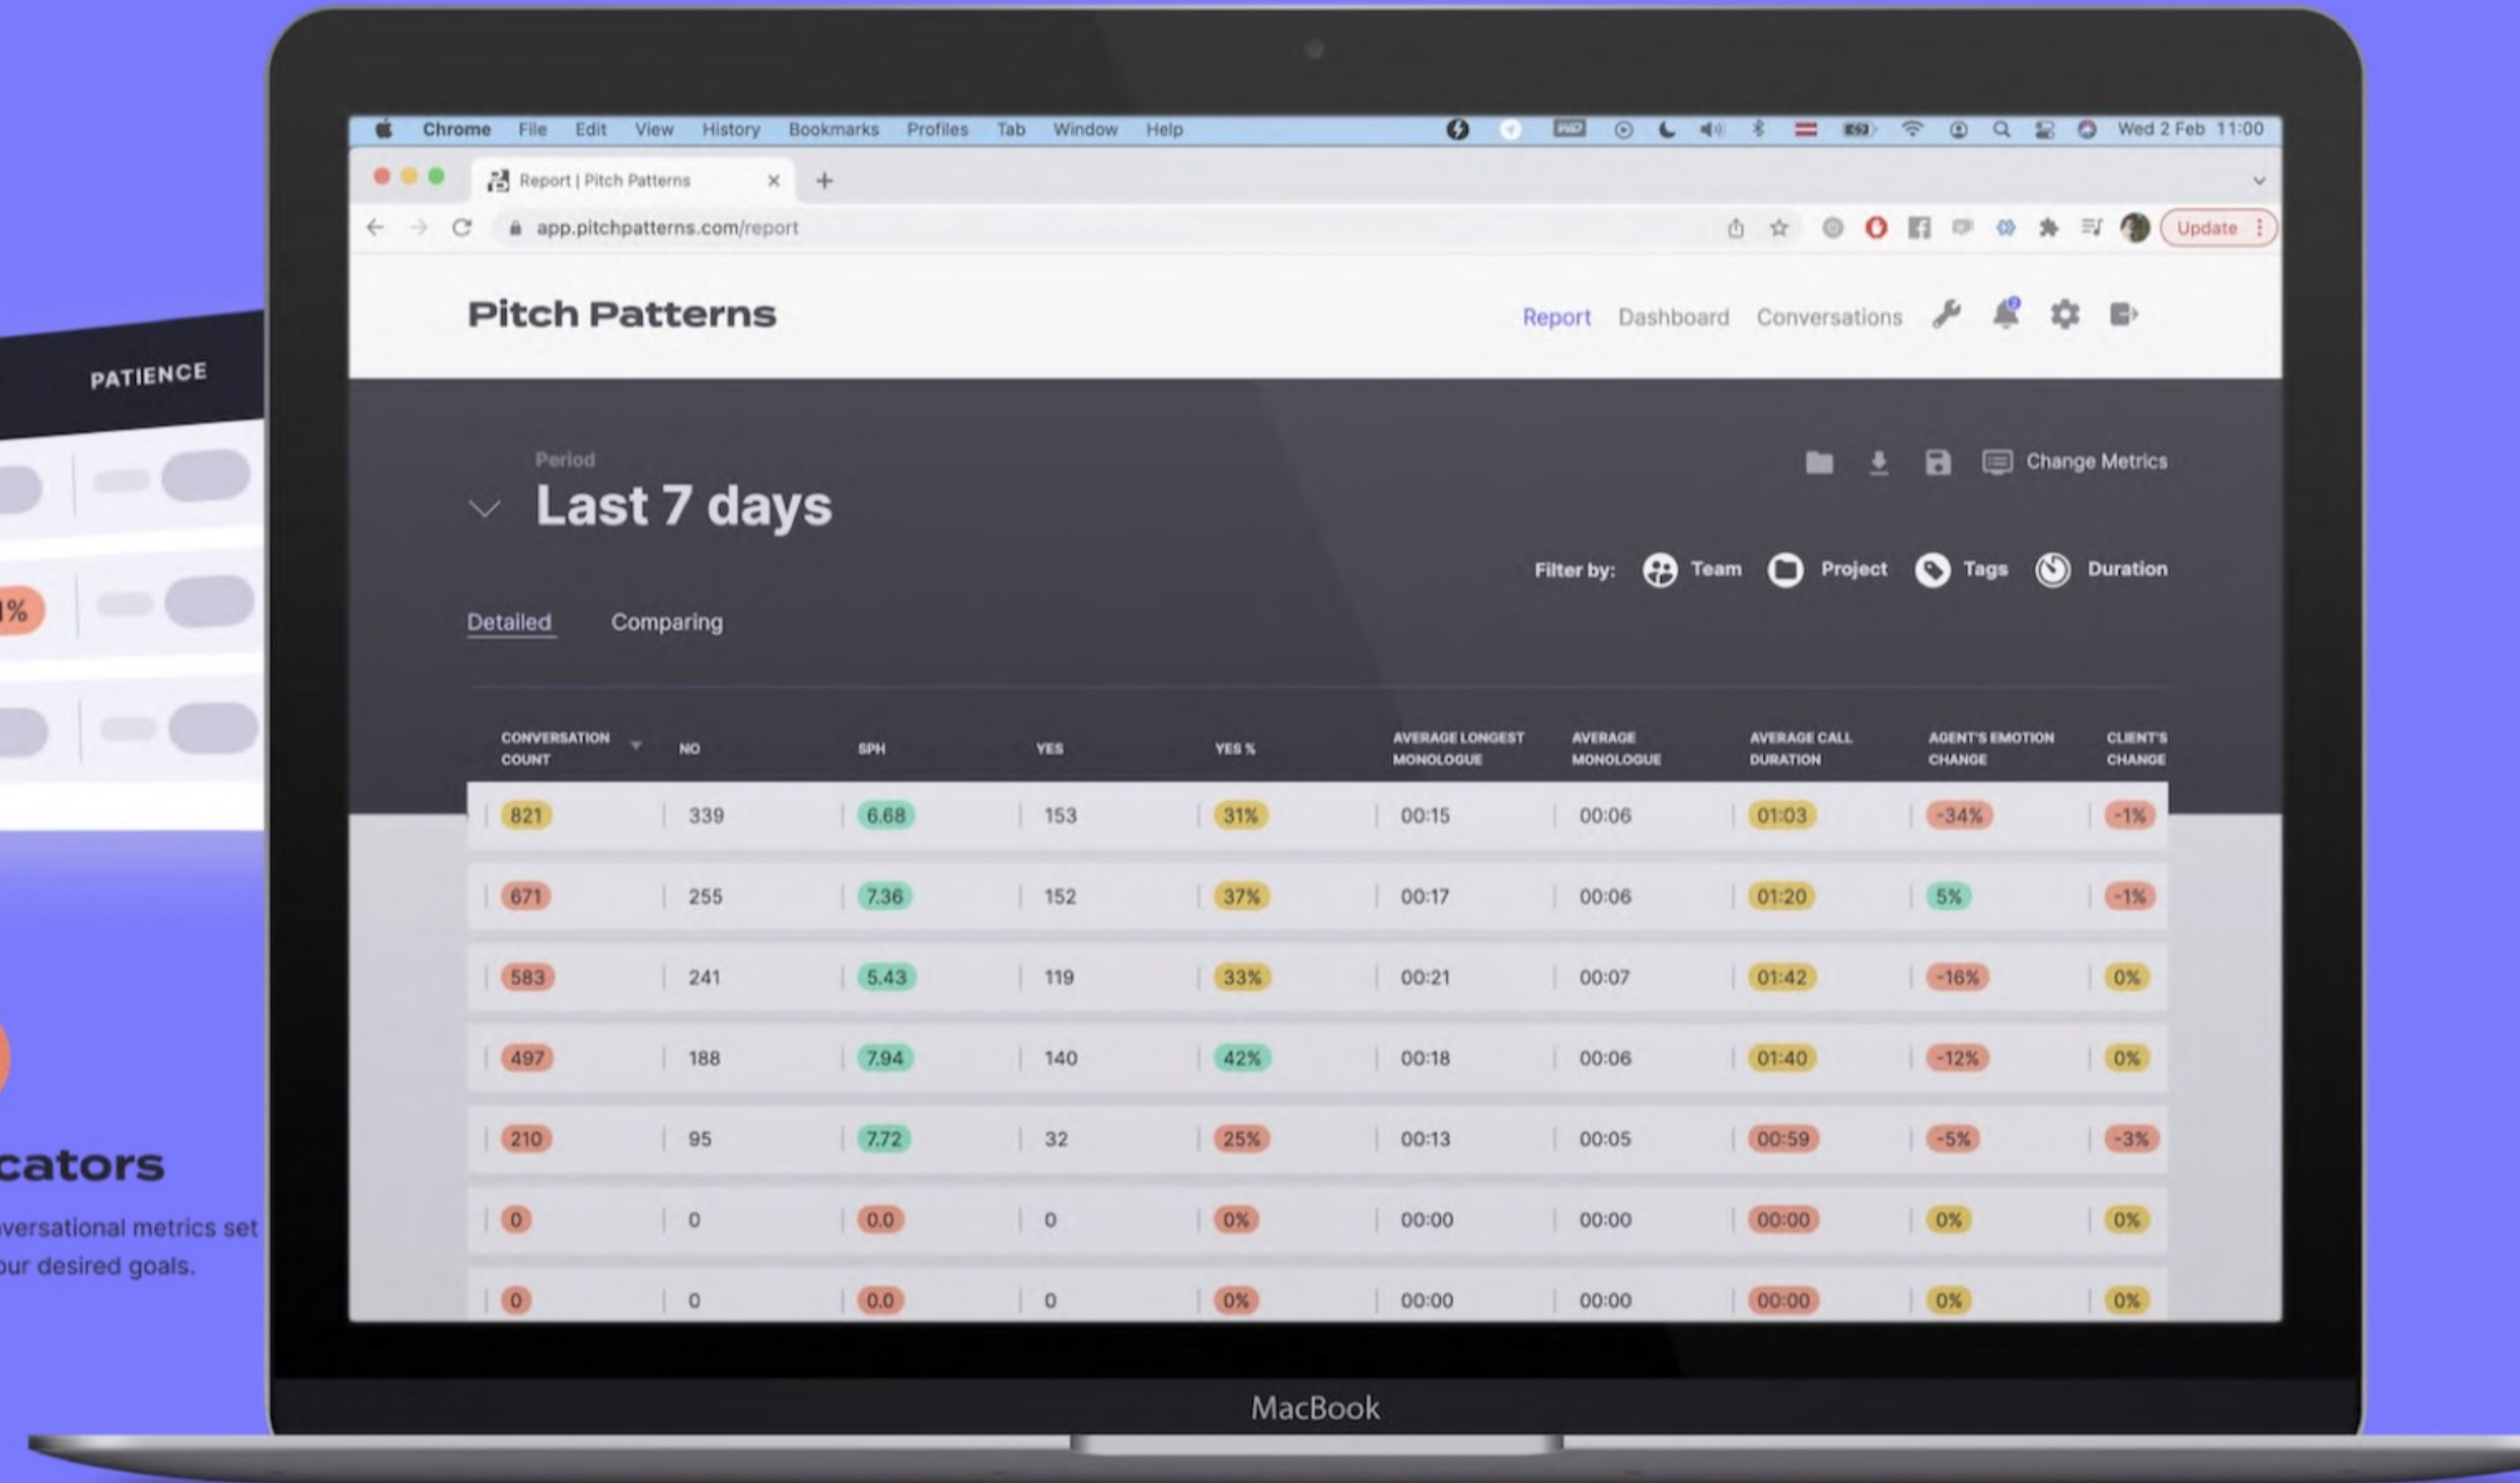 Chrome File Edit View History Bookmarks Profiles Tab Window Help Wed 2 Feb 11:00
Report | Pitch Patterns
app.pitchpatterns.com/report
Update
Pitch Patterns
Report Dashboard Conversations
Period
Last 7 days
Change Metrics
Filter by: Team Project Tags Duration
Detailed Comparing
CONVERSATION COUNT NO SPH YES YES % AVERAGE LONGEST MONOLOGUE AVERAGE MONOLOGUE AVERAGE CALL DURATION AGENT'S EMOTION CHANGE CLIENT'S CHANGE
821 339 6.68 153 31% 00:15 00:06 01:03 -34% -1%
671 255 7.36 152 37% 00:17 00:06 01:20 5% -1%
583 241 5.43 119 33% 00:21 00:07 01:42 -16% 0%
497 188 7.94 140 42% 00:18 00:06 01:40 -12% 0%
210 95 7.72 32 25% 00:13 00:05 00:59 -5% -3%
0 0 0.0 0 0% 00:00 00:00 00:00 0% 0%
0 0 0.0 0 0% 00:00 00:00 00:00 0% 0%
MacBook
PATIENCE
1%
cators
versational metrics set
our desired goals.